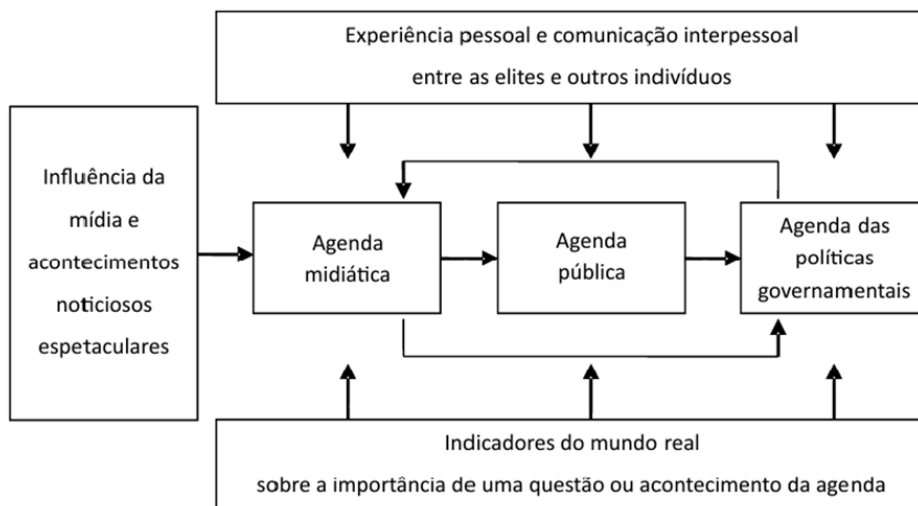 Experiência pessoal e comunicação interpessoal
entre as elites e outros indivíduos
Influência da
mídia e
acontecimentos
noticiosos
espetaculares
Agenda
midiática
Agenda
pública
Agenda das
políticas
governamentais
Indicadores do mundo real
sobre a importância de uma questão ou acontecimento da agenda